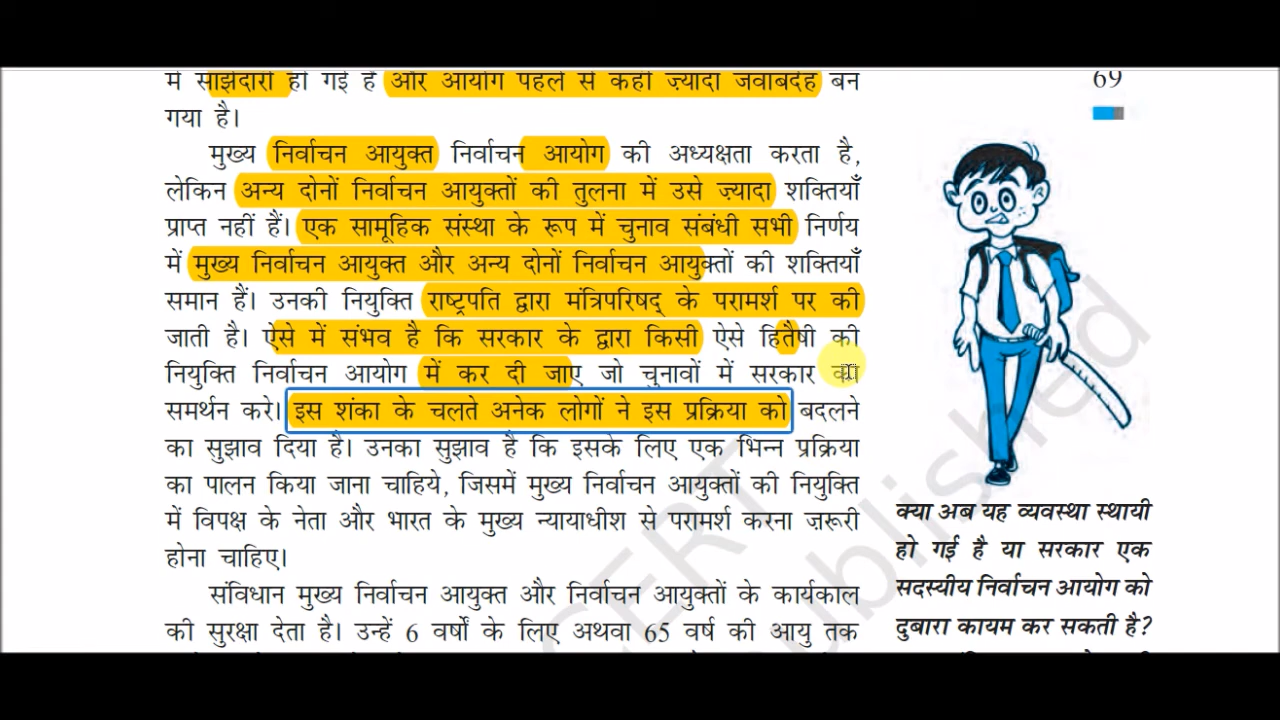 में साझेदारी हो गई है और आयोग पहले से कहीं ज़्यादा जवाबदेह बन
गया है।
मुख्य निर्वाचन आयुक्त निर्वाचन आयोग की अध्यक्षता करता है,
लेकिन अन्य दोनों निर्वाचन आयुक्तों की तुलना में उसे ज़्यादा शक्तियाँ
प्राप्त नहीं हैं। एक सामूहिक संस्था के रूप में चुनाव संबंधी सभी निर्णय
में मुख्य निर्वाचन आयुक्त और अन्य दोनों निर्वाचन आयुक्तों की शक्तियाँ
समान हैं। उनकी नियुक्ति राष्ट्रपति द्वारा मंत्रिपरिषद् के परामर्श पर की
जाती है। ऐसे में संभव है कि सरकार के द्वारा किसी ऐसे हितैषी की
नियुक्ति निर्वाचन आयोग में कर दी जाए जो चुनावों में सरकार का
समर्थन करे। इस शंका के चलते अनेक लोगों ने इस प्रक्रिया को बदलने
का सुझाव दिया है। उनका सुझाव है कि इसके लिए एक भिन्न प्रक्रिया
का पालन किया जाना चाहिये, जिसमें मुख्य निर्वाचन आयुक्तों की नियुक्ति
में विपक्ष के नेता और भारत के मुख्य न्यायाधीश से परामर्श करना ज़रूरी
होना चाहिए।
संविधान मुख्य निर्वाचन आयुक्त और निर्वाचन आयुक्तों के कार्यकाल
की सुरक्षा देता है। उन्हें 6 वर्षों के लिए अथवा 65 वर्ष की आयु तक
69
क्या अब यह व्यवस्था स्थायी
हो गई है या सरकार एक
सदस्यीय निर्वाचन आयोग को
दुबारा कायम कर सकती है?